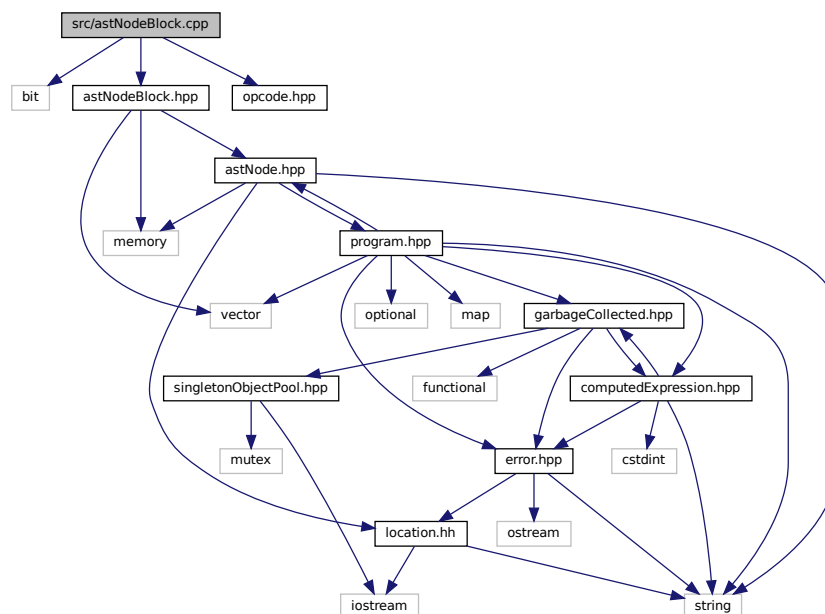 src/astNodeBlock.cpp
bit
astNodeBlock.hpp
opcode.hpp
astNode.hpp
memory
program.hpp
vector
optional
map
garbageCollected.hpp
singletonObjectPool.hpp
functional
computedExpression.hpp
mutex
error.hpp
cstdint
location.hh
ostream
iostream
string